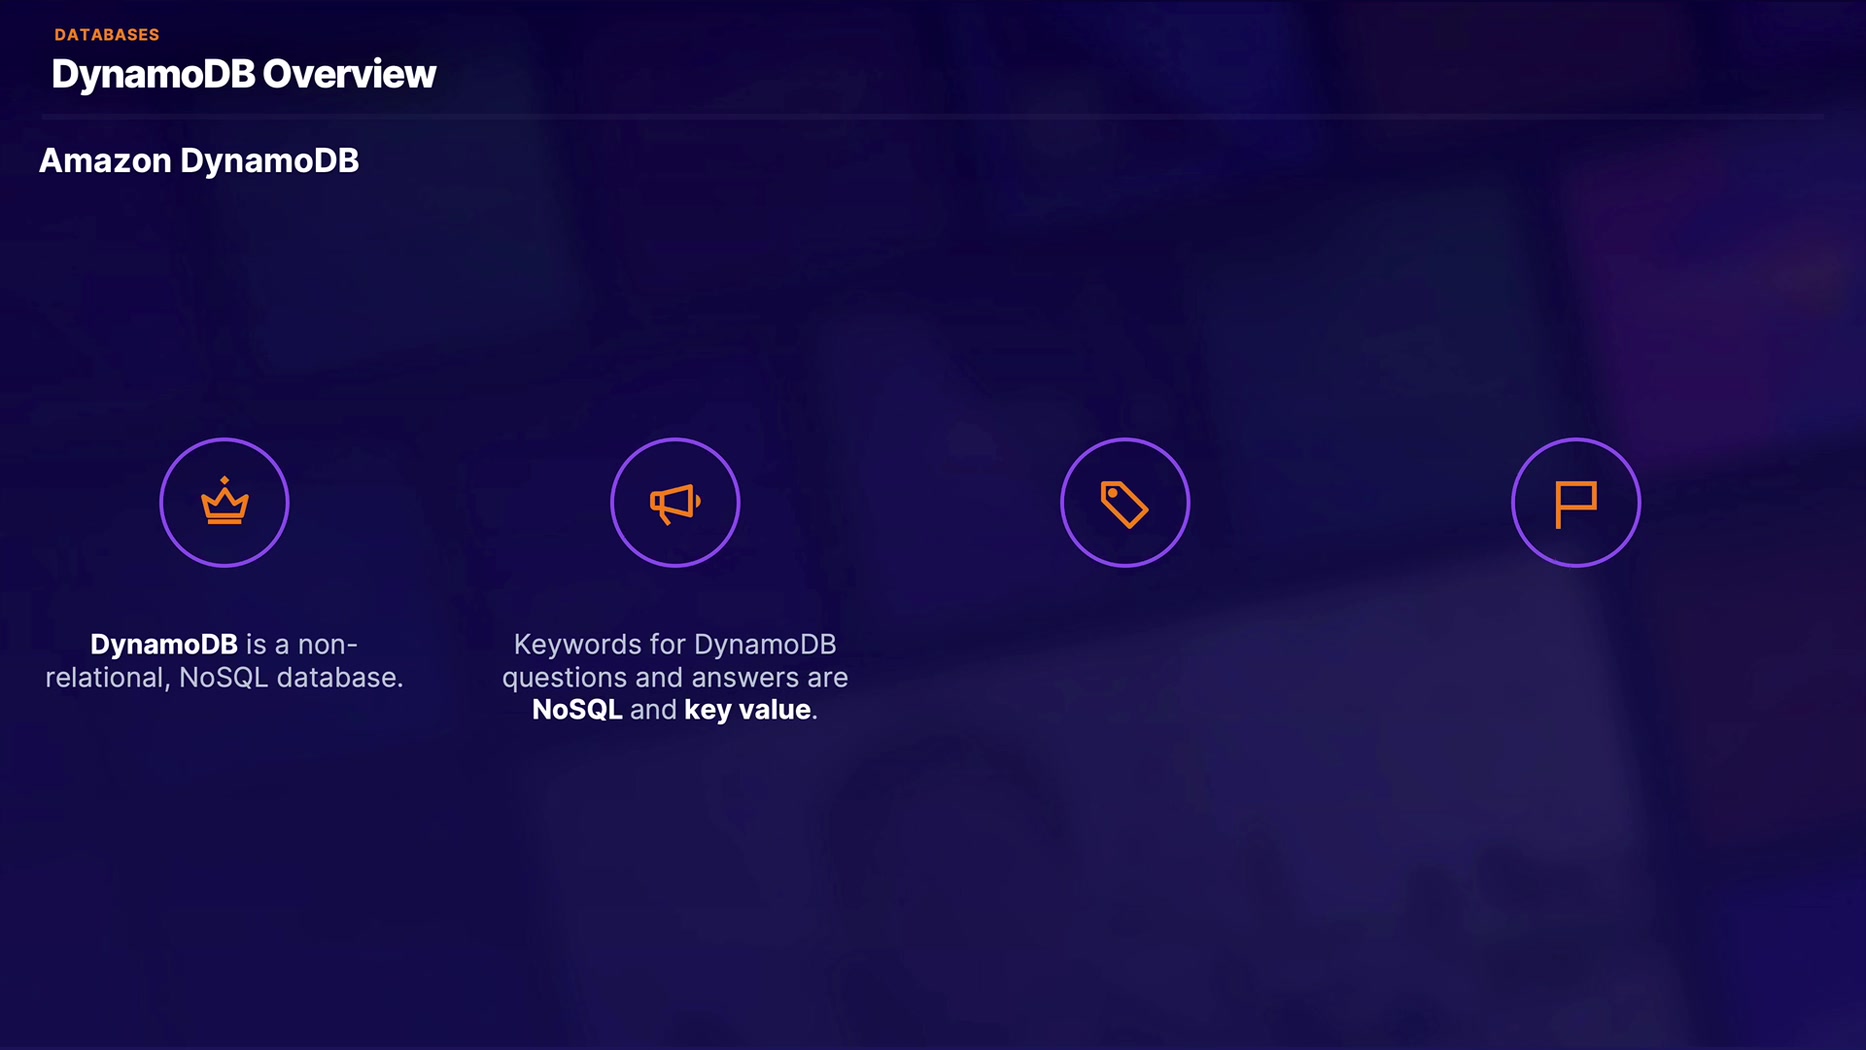 DATABASES
DynamoDB Overview
Amazon DynamoDB
DynamoDB is a non-
relational, NoSQL database.
Keywords for DynamoDB
questions and answers are
NoSQL and key value.